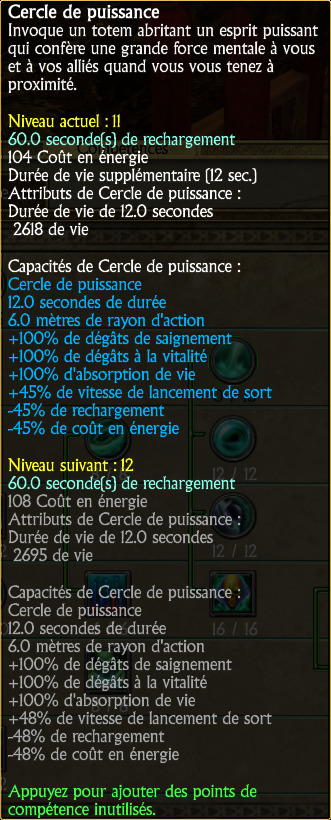 Cercle de puissance
Invoque un totem abritant un esprit puissant
qui confère une grande force mentale à vous
et à vos alliés quand vous vous tenez à
proximité.
Niveau actuel : 11
60.0 seconde(s) de rechargement
104 Coût en énergie
Durée de vie supplémentaire (12 sec.)
Attributs de Cercle de puissance :
Durée de vie de 12.0 secondes
2618 de vie
Capacités de Cercle de puissance :
Cercle de puissance
12.0 secondes de durée
6.0 mètres de rayon d'action
+100% de dégâts de saignement
+100% de dégâts à la vitalité
+100% d'absorption de vie
+45% de vitesse de lancement de sort
-45% de rechargement
-45% de coût en énergie
Niveau suivant : 12
60.0 seconde(s) de rechargement
108 Coût en énergie
Attributs de Cercle de puissance :
Durée de vie de 12.0 secondes
2695 de vie
Capacités de Cercle de puissance :
Cercle de puissance
12.0 secondes de durée
6.0 mètres de rayon d'action
+100% de dégâts de saignement
+100% de dégâts à la vitalité
+100% d'absorption de vie
+48% de vitesse de lancement de sort
-48% de rechargement
-48% de coût en énergie
Appuyez pour ajouter des points de
compétence inutilisés.
12 / 12
12 / 12
16 / 16